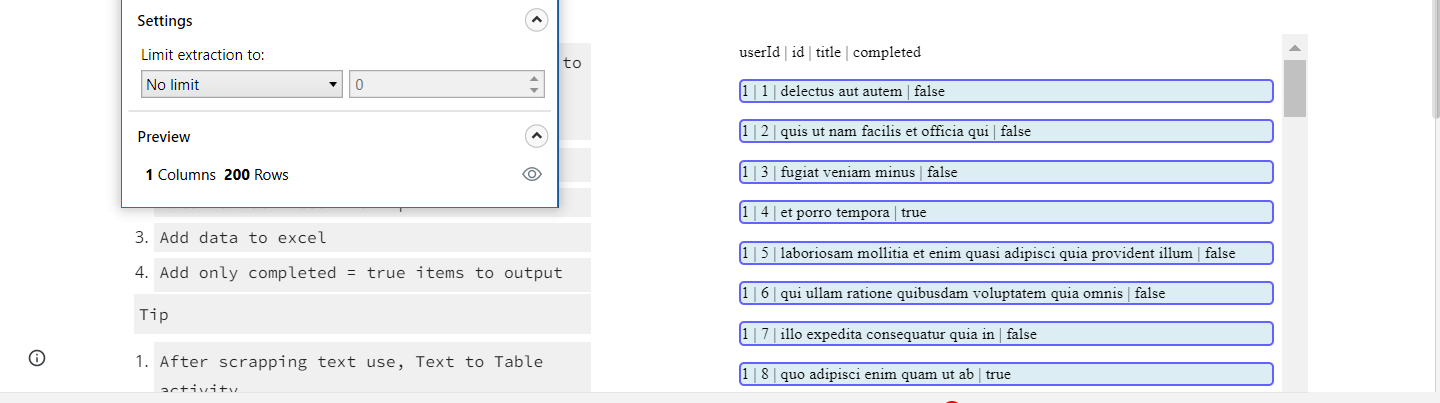 Settings
Limit extraction to:
No limit
0
Preview
1 Columns 200 Rows
to
3. Add data to excel
4. Add only completed = true items to output
Tip
1. After scrapping text use, Text to Table
activity
userId | id | title | completed
1 | 1 | delectus aut autem | false
1 | 2 | quis ut nam facilis et officia qui | false
1 | 3 | fugiat veniam minus | false
1 | 4 | et porro tempora | true
1 | 5 | laboriosam mollitia et enim quasi adipisci quia provident illum | false
1 | 6 | qui ullam ratione quibusdam voluptatem quia omnis | false
1 | 7 | illo expedita consequatur quia in | false
1 | 8 | quo adipisci enim quam ut ab | true